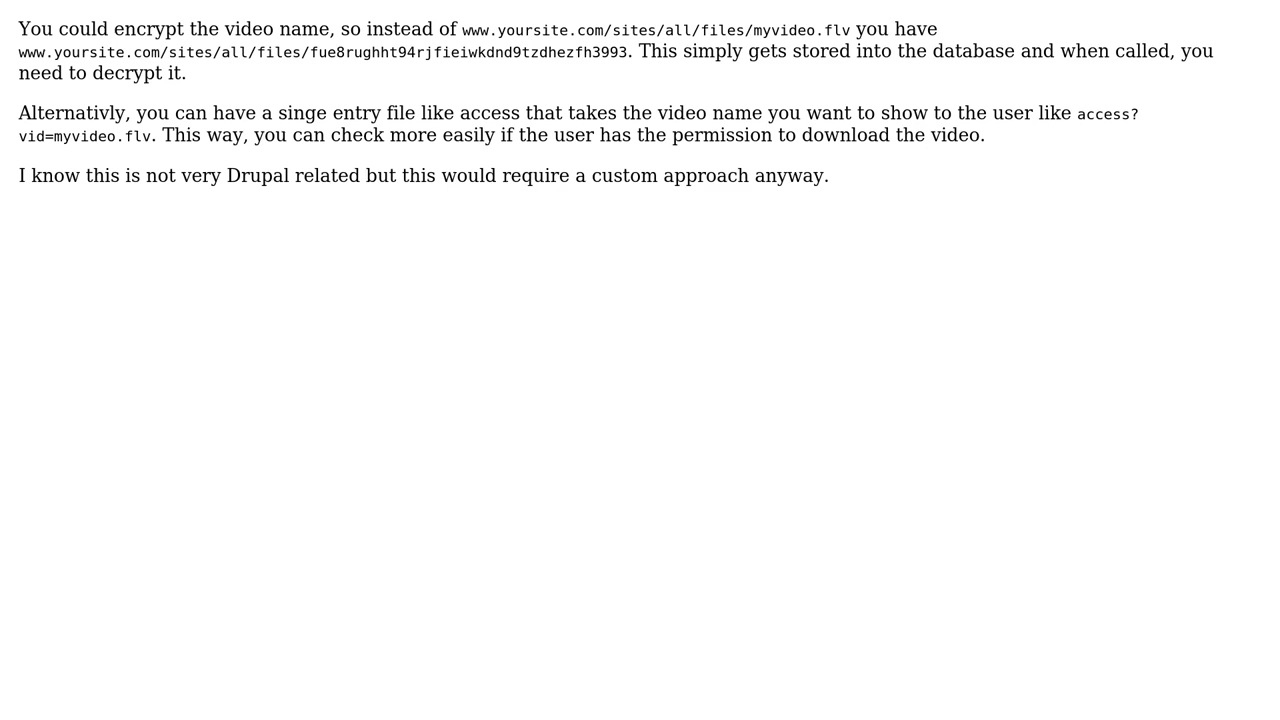 You could encrypt the video name, so instead of www.yoursite.com/sites/all/files/myvideo.flv you have
www.yoursite.com/sites/all/files/fue8rughht94rjfieiwkdnd9tzdhezfh3993. This simply gets stored into the database and when called, you
need to decrypt it.
Alternativly, you can have a singe entry file like access that takes the video name you want to show to the user like access?
vid=myvideo.flv. This way, you can check more easily if the user has the permission to download the video.
I know this is not very Drupal related but this would require a custom approach anyway.